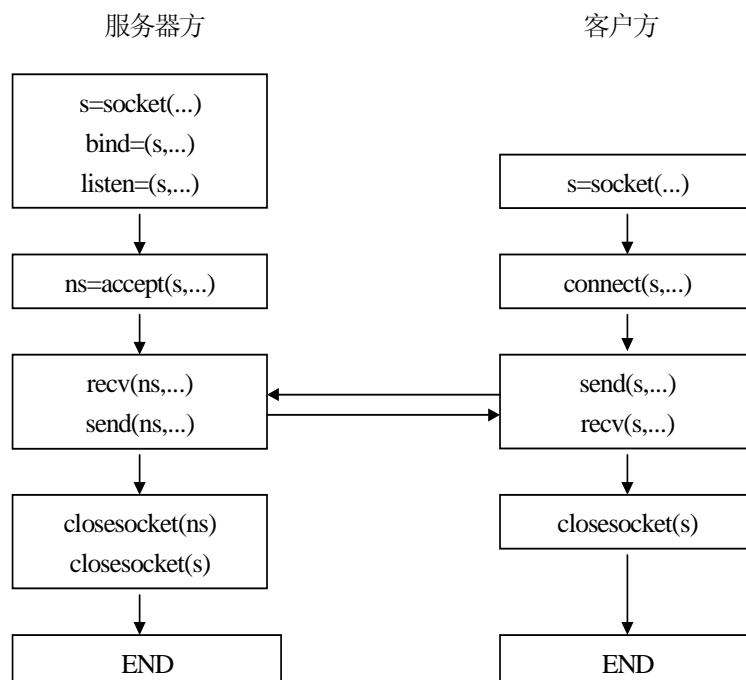 服务器方
s=socket(...)
bind=(s,...)
listen=(s,...)
ns=accept(s,...)
recv(ns,...)
send(ns,...)
closesocket(ns)
closesocket(s)
END
客户方
s=socket(...)
connect(s,...)
send(s,...)
recv(s,...)
closesocket(s)
END